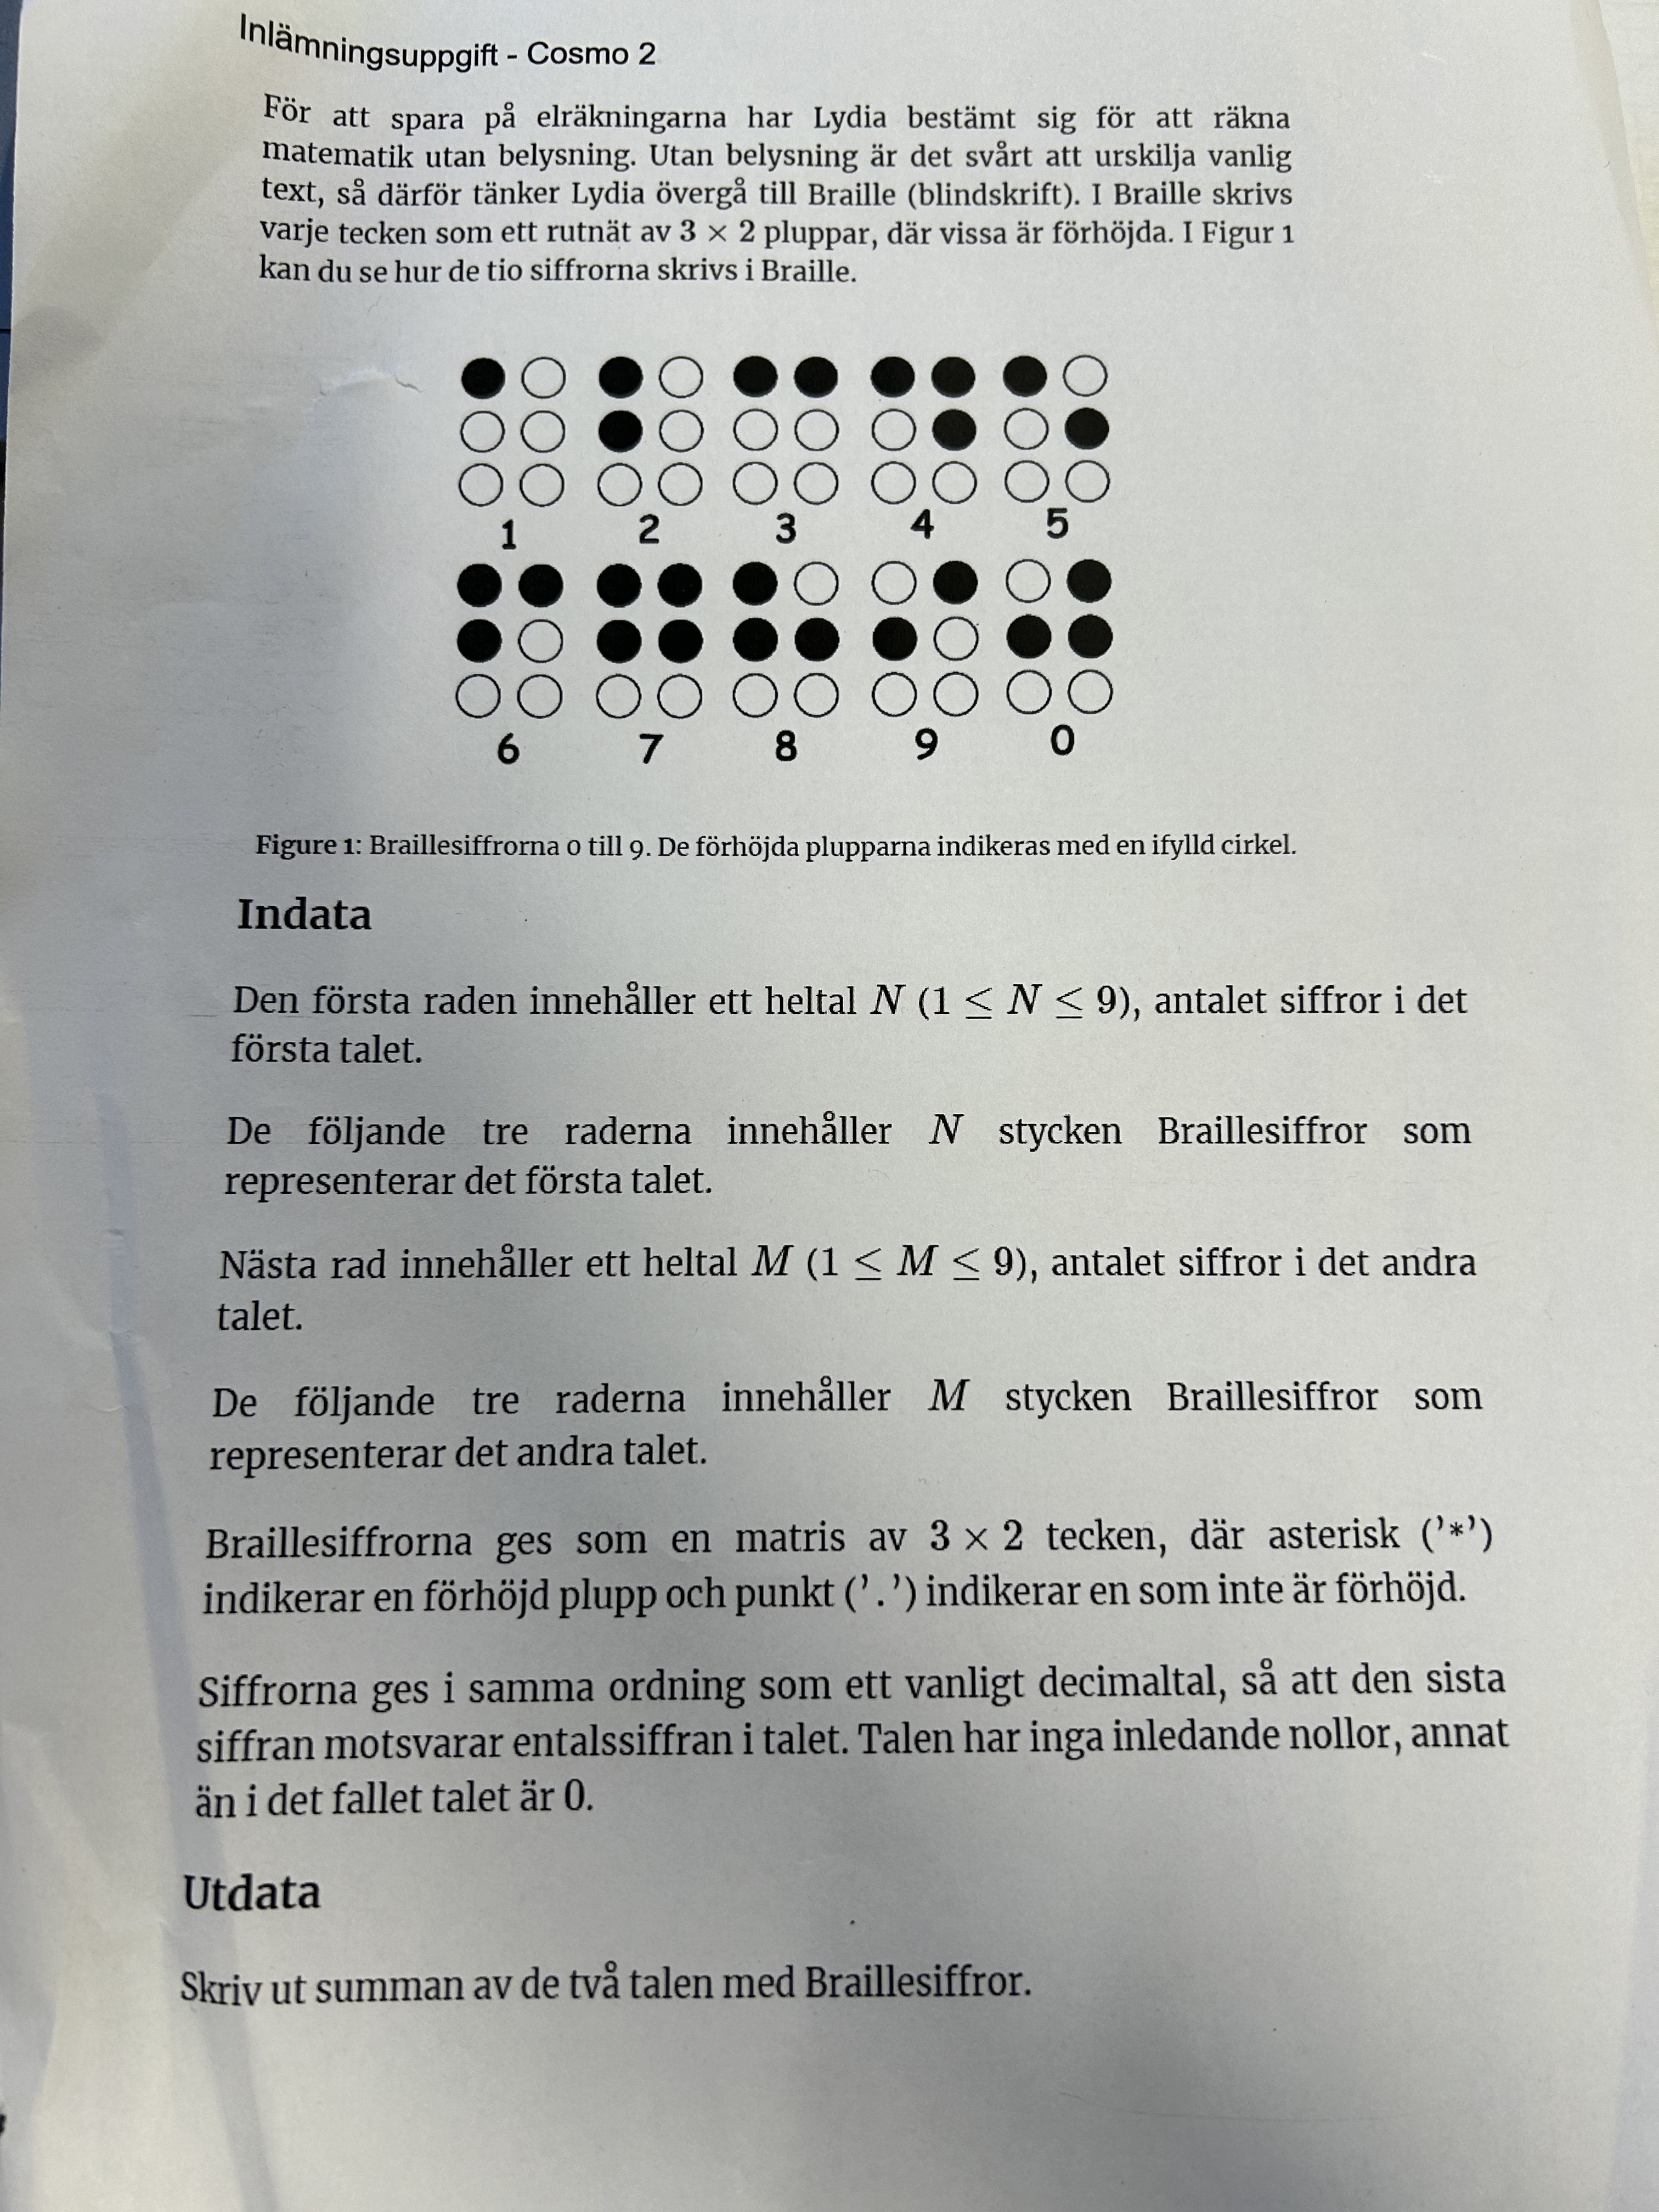 Inlämningsuppgift - Cosmo 2
För att spara på elräkningarna har Lydia bestämt sig för att räkna
matematik utan belysning. Utan belysning är det svårt att urskilja vanlig
text, så därför tänker Lydia övergå till Braille (blindskrift). I Braille skrivs
varje tecken som ett rutnät av 3 × 2 pluppar, där vissa är förhöjda. I Figur 1
kan du se hur de tio siffrorna skrivs i Braille.
1 2 3 4 5
6 7 8 9 0
Figure 1: Braillesiffrorna 0 till 9. De förhöjda plupparna indikeras med en ifylld cirkel.
Indata
Den första raden innehåller ett heltal N (1 ≤ N ≤ 9), antalet siffror i det
första talet.
De följande tre raderna innehåller N stycken Braillesiffror som
representerar det första talet.
Nästa rad innehåller ett heltal M (1 ≤ M ≤ 9), antalet siffror i det andra
talet.
De följande tre raderna innehåller M stycken Braillesiffror som
representerar det andra talet.
Braillesiffrorna ges som en matris av 3 × 2 tecken, där asterisk ('*')
indikerar en förhöjd plupp och punkt ('.') indikerar en som inte är förhöjd.
Siffrorna ges i samma ordning som ett vanligt decimaltal, så att den sista
siffran motsvarar entalssiffran i talet. Talen har inga inledande nollor, annat
än i det fallet talet är 0.
Utdata
Skriv ut summan av de två talen med Braillesiffror.